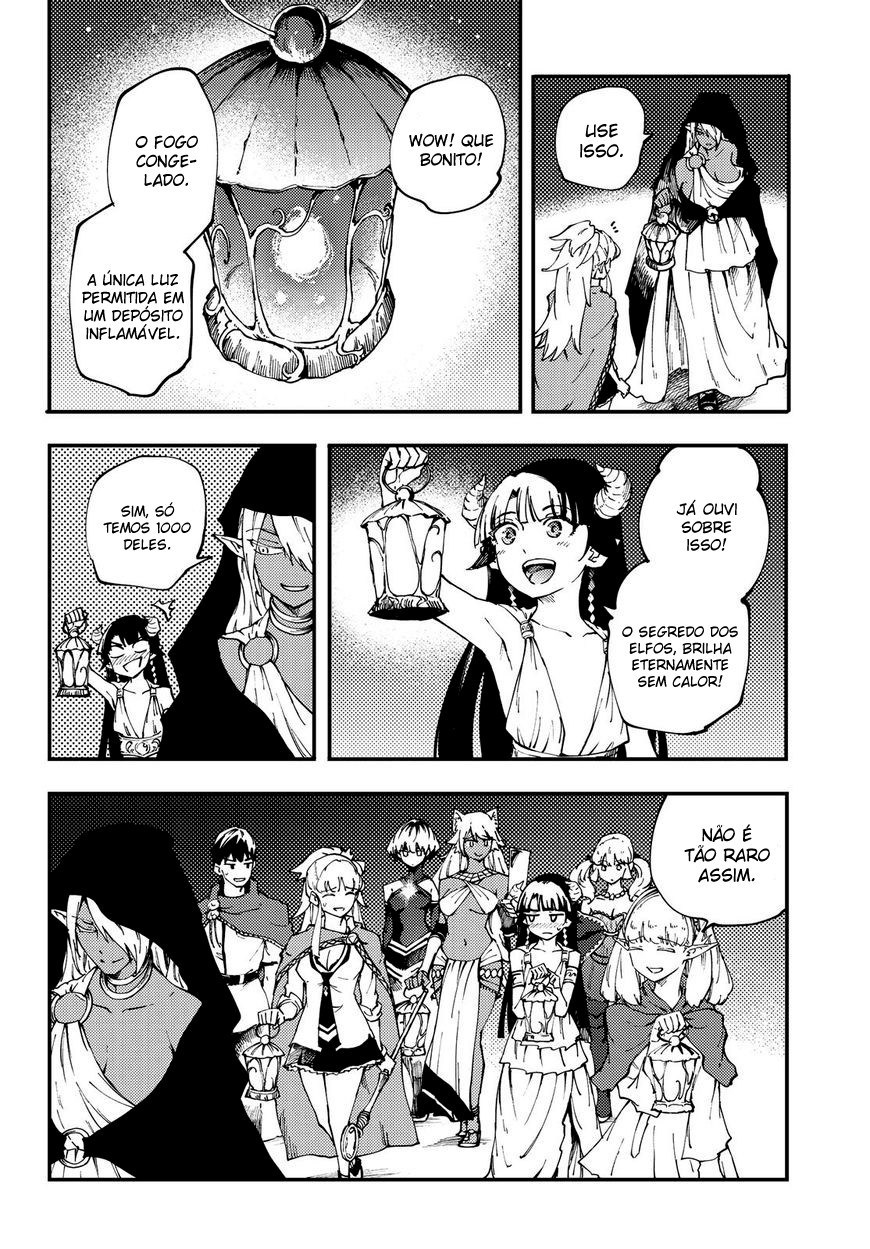 USE
ISSO.
WOW! QUE
BONITO!
O FOGO
CONGE-
LADO.
A ÚNICA LUZ
PERMITIDA EM
UM DEPÓSITO
INFLAMÁVEL.
JÁ OUVI
SOBRE
ISSO!
O SEGREDO DOS
ELFOS, BRILHA
ETERNAMENTE
SEM CALOR!
SIM, SÓ
TEMOS 1000
DELES.
NÃO É
TÃO RARO
ASSIM.